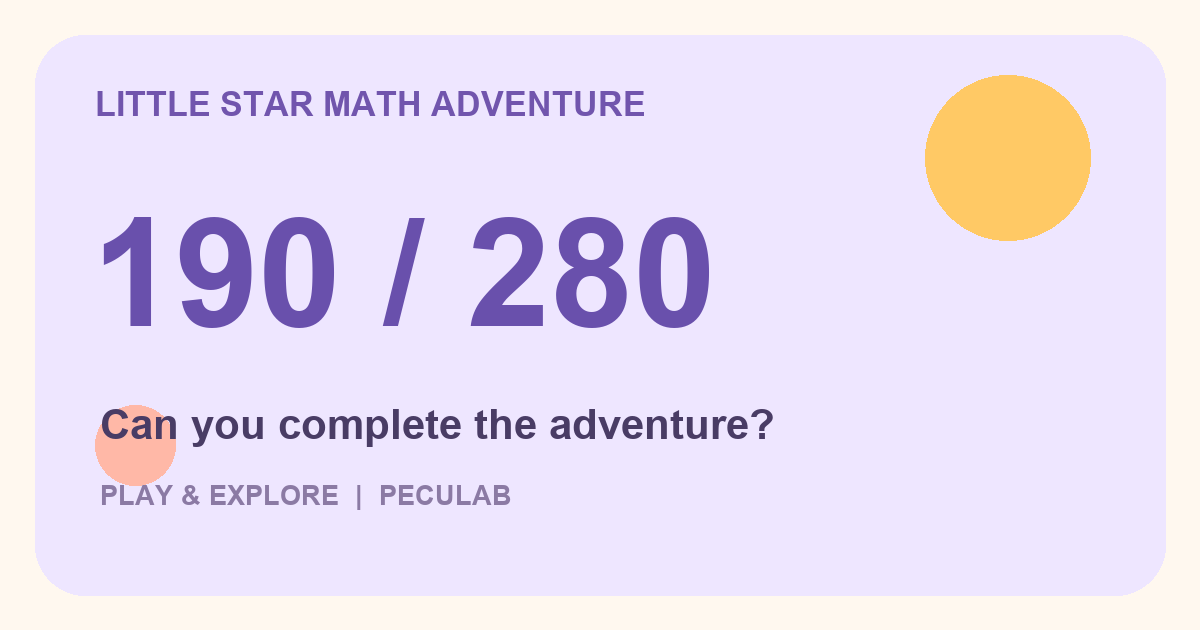 LITTLE STAR MATH ADVENTURE
190 / 280
Can you complete the adventure?
PLAY & EXPLORE | PECULAB